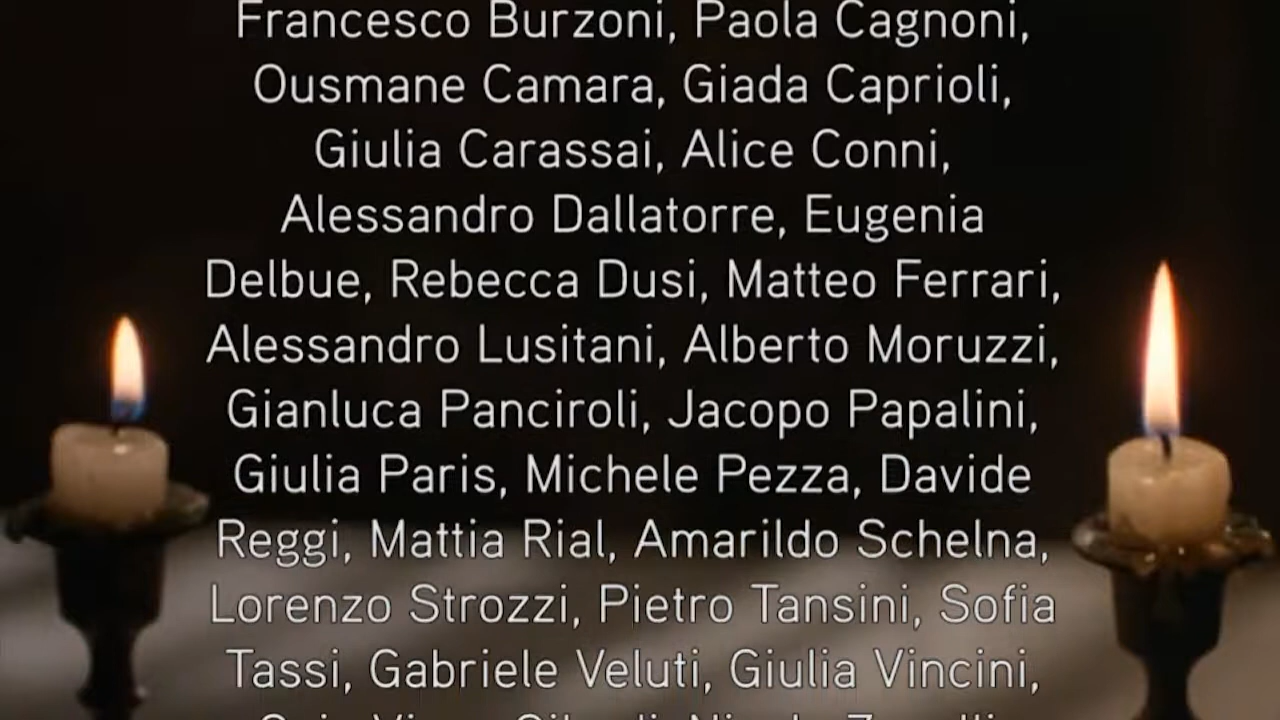 Francesco Burzoni, Paola Cagnoni,
Ousmane Camara, Giada Caprioli,
Giulia Carassai, Alice Conni,
Alessandro Dallatorre, Eugenia
Delbue, Rebecca Dusi, Matteo Ferrari,
Alessandro Lusitani, Alberto Moruzzi,
Gianluca Panciroli, Jacopo Papalini,
Giulia Paris, Michele Pezza, Davide
Reggi, Mattia Rial, Amarildo Schelna,
Lorenzo Strozzi, Pietro Tansini, Sofia
Tassi, Gabriele Veluti, Giulia Vincini,